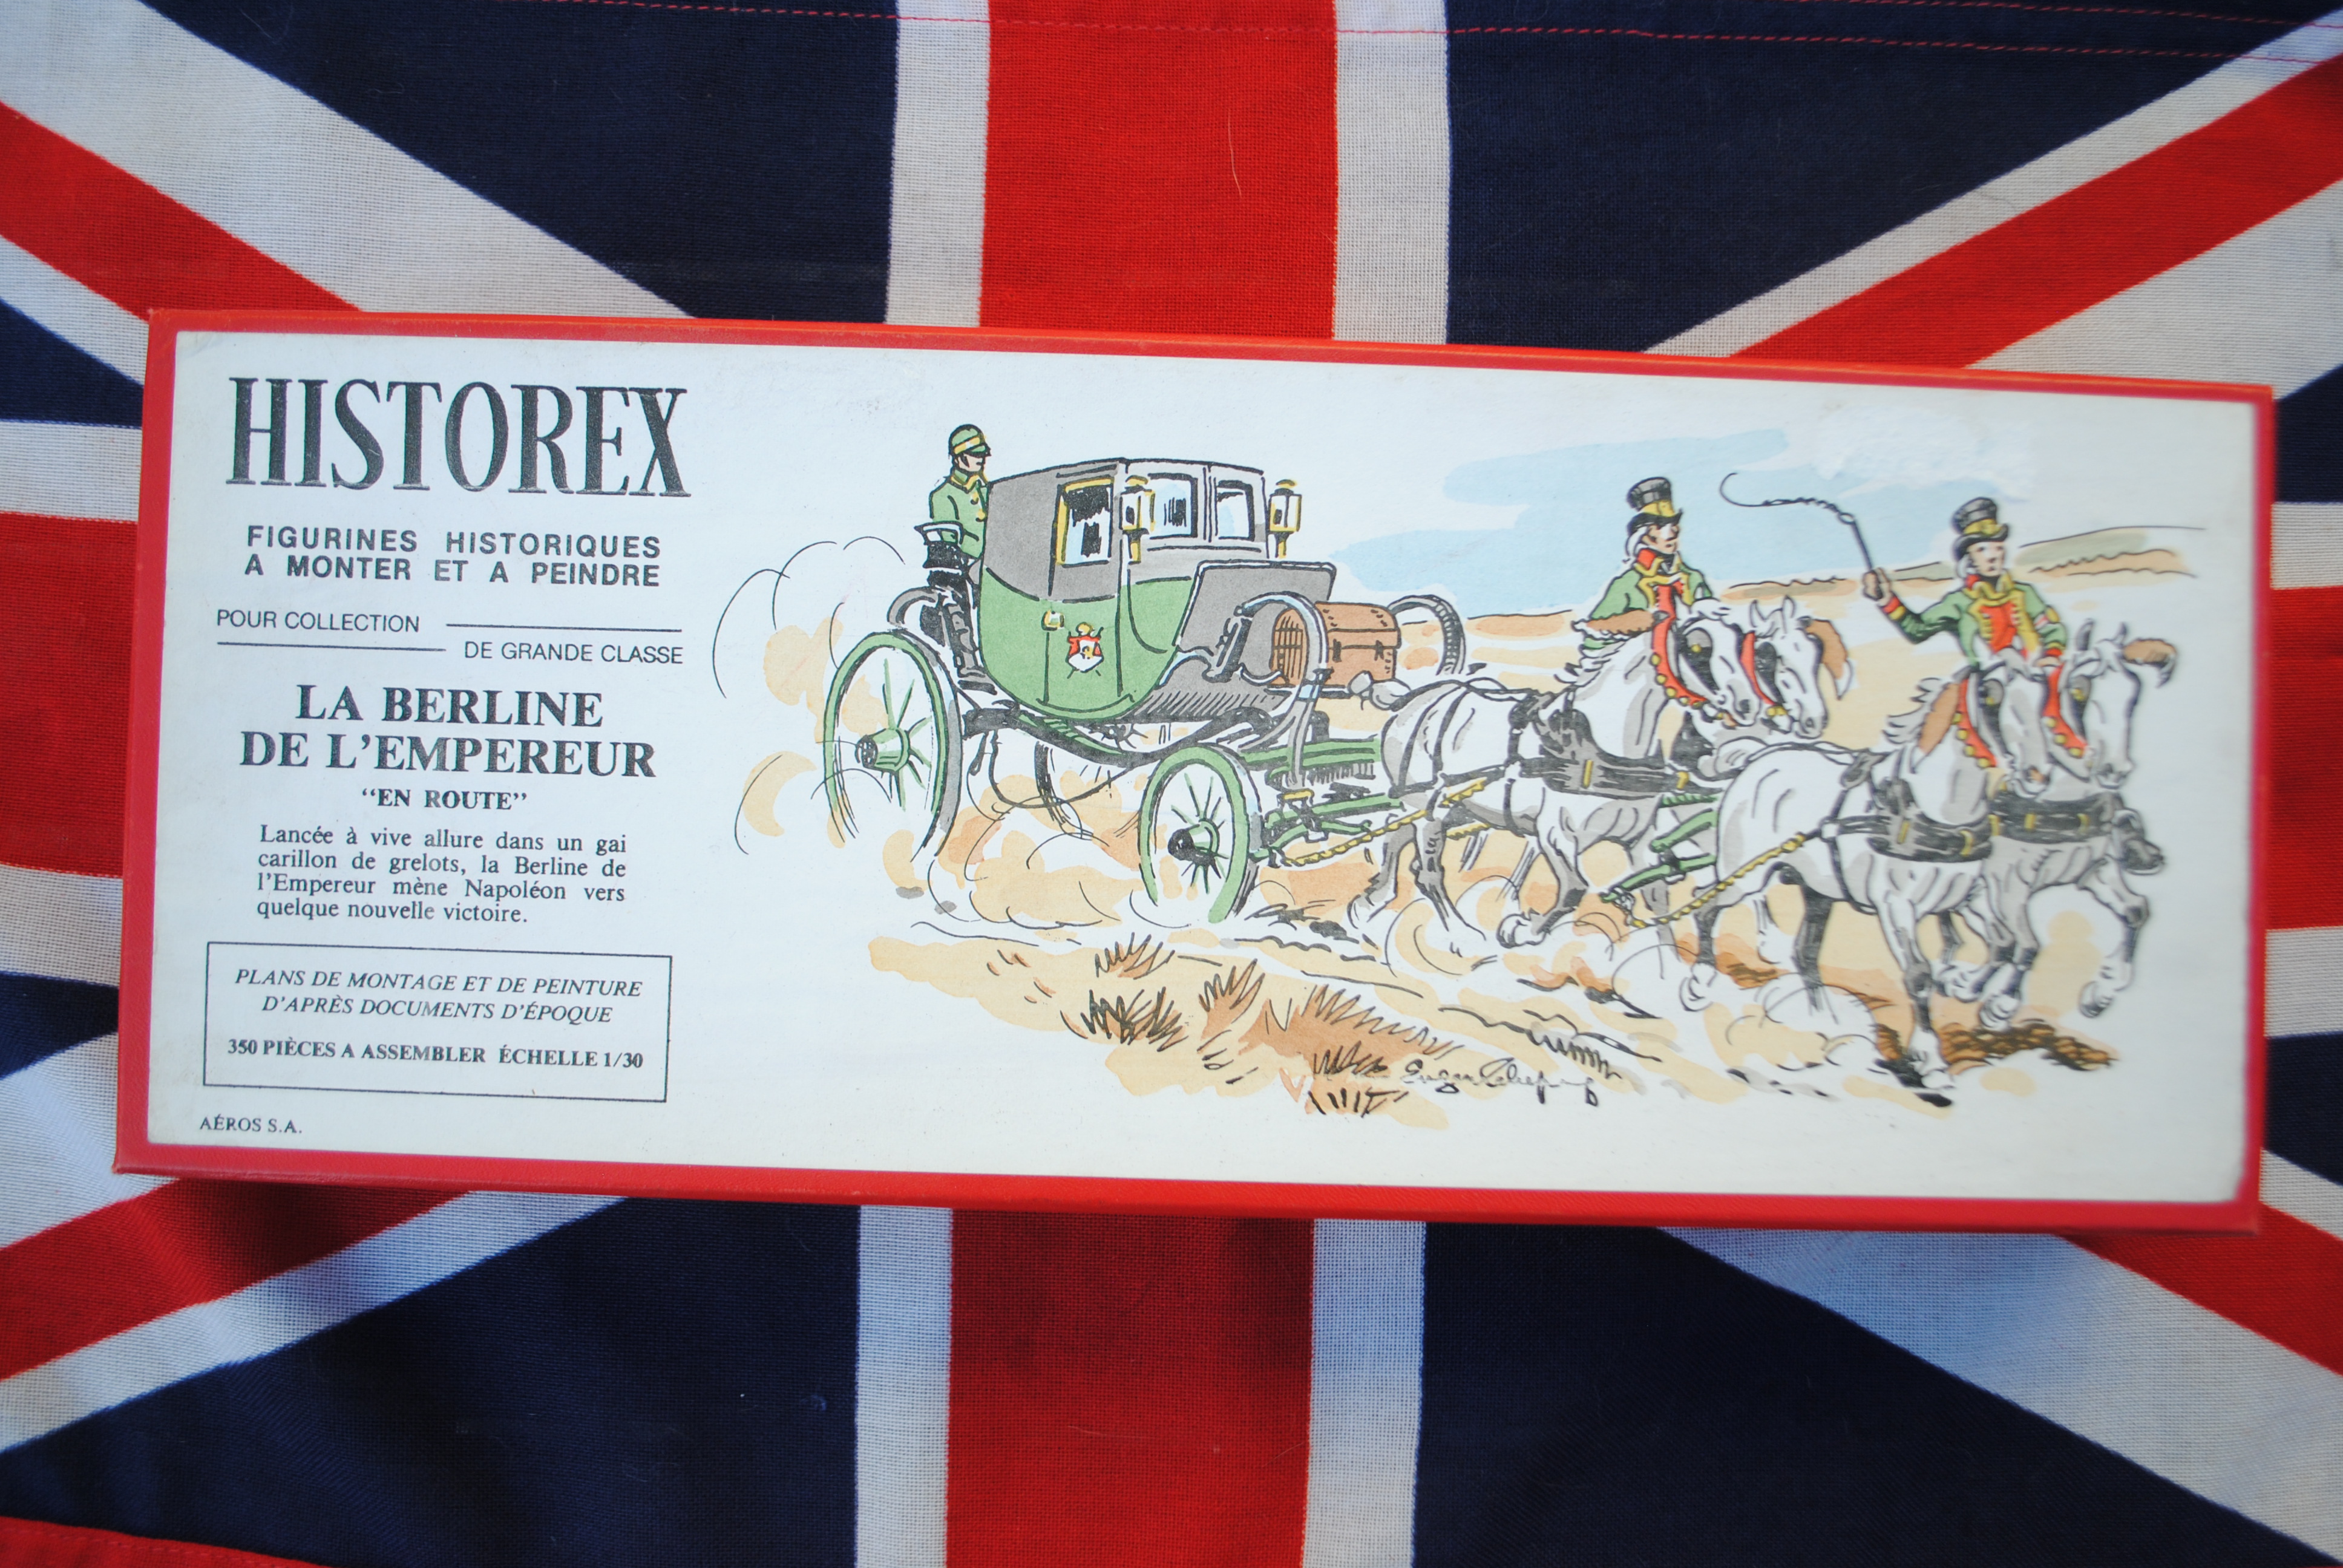 HISTOREX
FIGURINES HISTORIQUES
A MONTER ET A PEINDRE
POUR COLLECTION
DE GRANDE CLASSE
LA BERLINE
DE L'EMPEREUR
“EN ROUTE”
Lancée à vive allure dans un gai
carillon de grelots, la Berline de
l'Empereur mène Napoléon vers
quelque nouvelle victoire.
PLANS DE MONTAGE ET DE PEINTURE
D'APRÈS DOCUMENTS D'ÉPOQUE
350 PIÈCES A ASSEMBLER ÉCHELLE 1/30
AÉROS S.A.